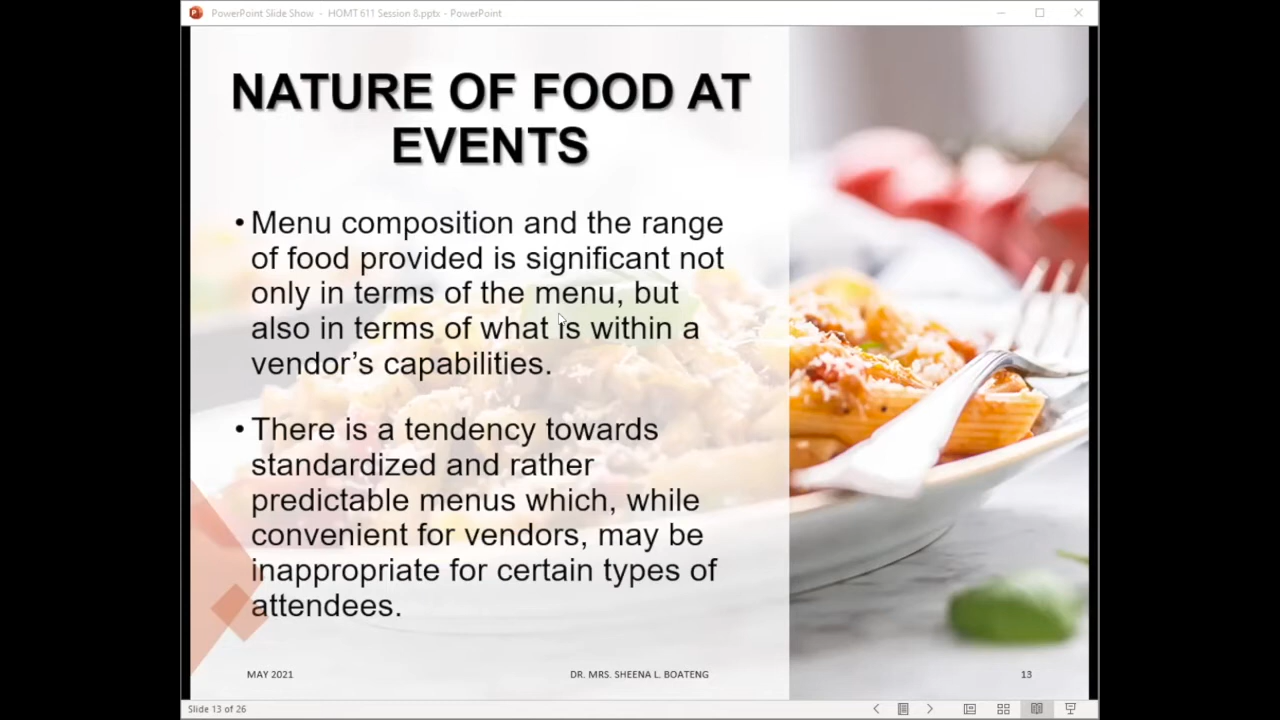 PowerPoint Slide Show - HOMT 611 Session 8.pptx - PowerPoint
NATURE OF FOOD AT
EVENTS
• Menu composition and the range
of food provided is significant not
only in terms of the menu, but
also in terms of what is within a
vendor’s capabilities.
• There is a tendency towards
standardized and rather
predictable menus which, while
convenient for vendors, may be
inappropriate for certain types of
attendees.
MAY 2021
DR. MRS. SHEENA L. BOATENG
13
Slide 13 of 26